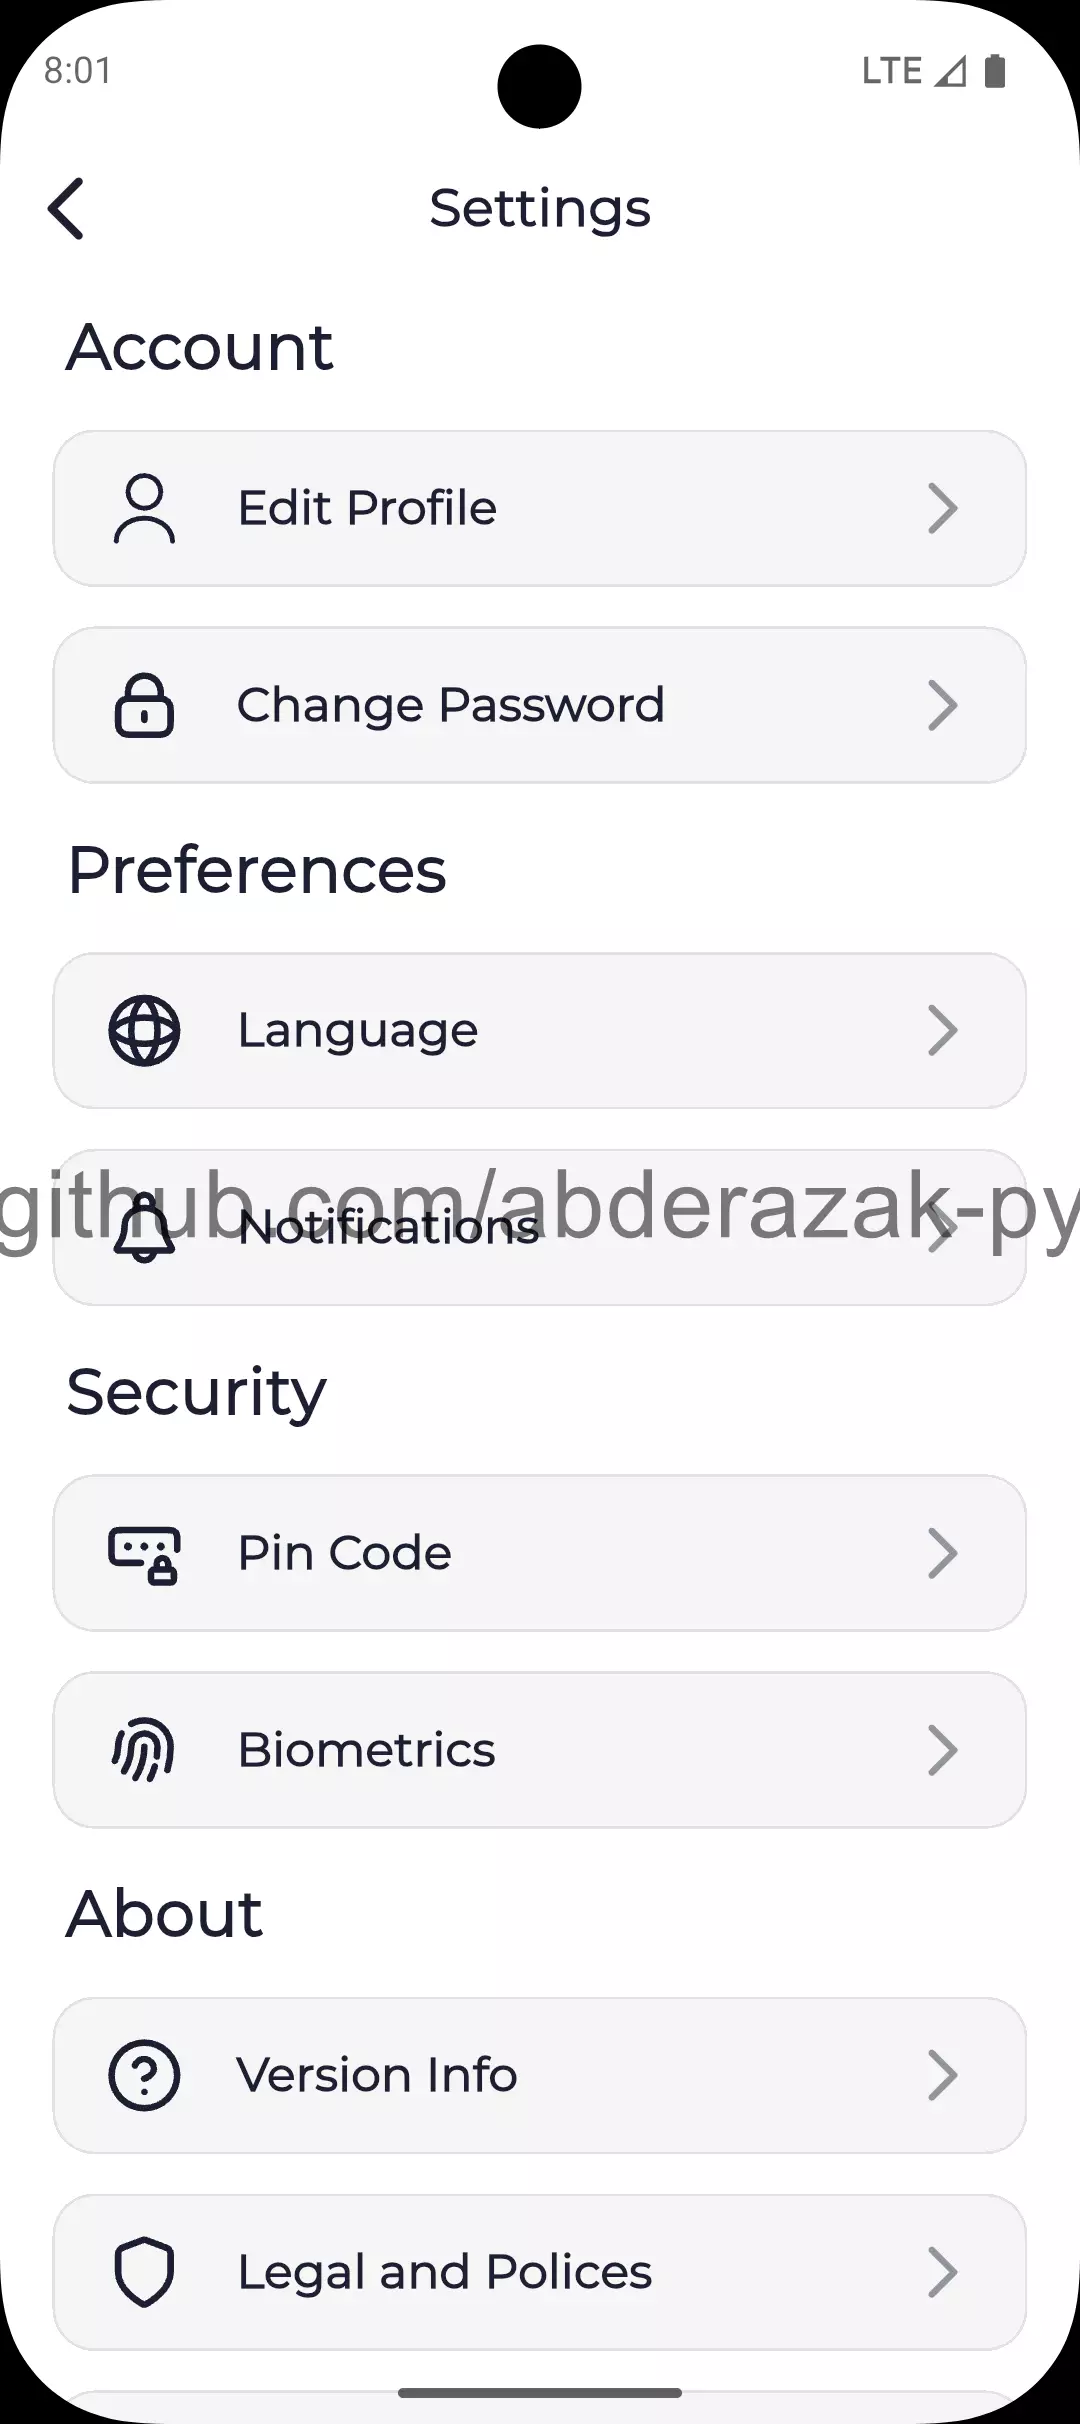 8:01
LTE
Settings
Account
Edit Profile
Change Password
Preferences
Language
github.com/abderazak-py
Notifications
Security
Pin Code
Biometrics
About
Version Info
Legal and Polices